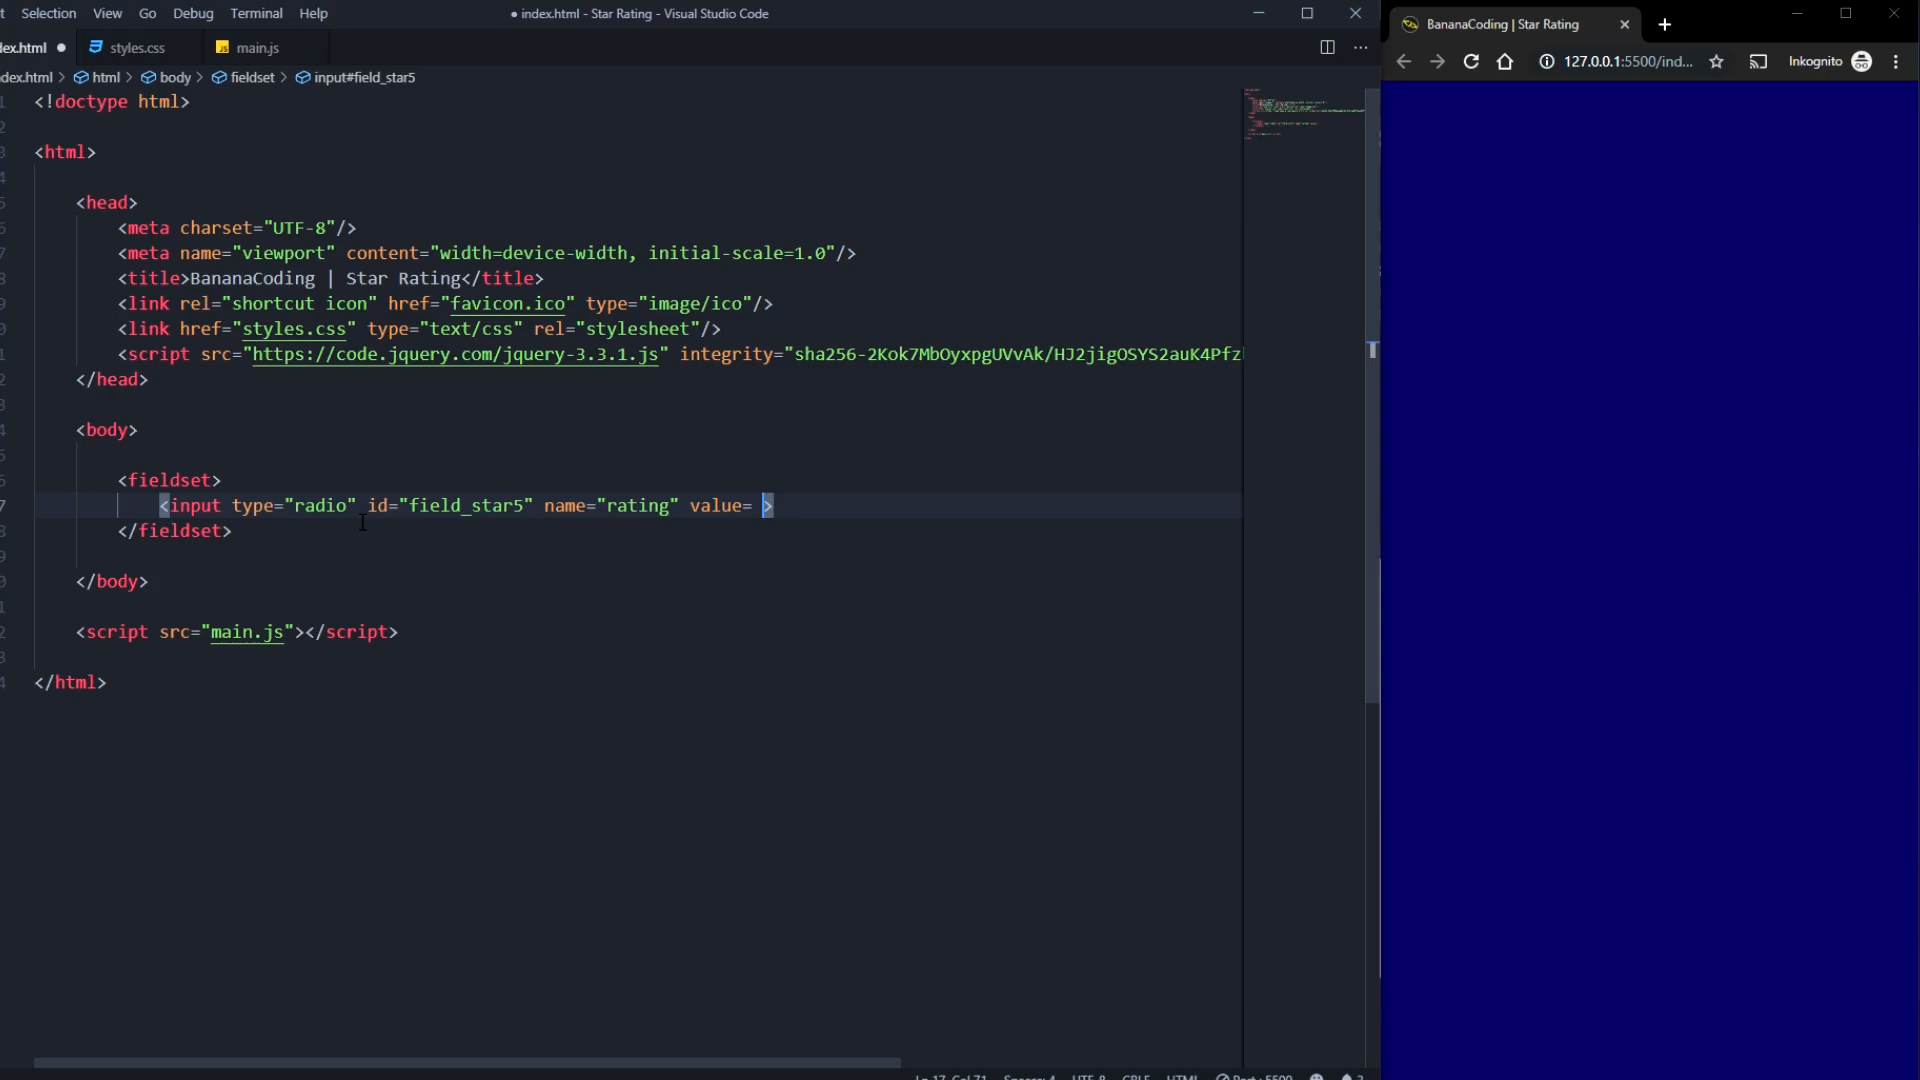 Selection View Go Debug Terminal Help ● index.html - Star Rating - Visual Studio Code
dex.html ● styles.css JS main.js
dex.html > html > body > fieldset > input#field_star5
<!doctype html>
<html>
<head>
<meta charset="UTF-8"/>
<meta name="viewport" content="width=device-width, initial-scale=1.0"/>
<title>BananaCoding | Star Rating</title>
<link rel="shortcut icon" href="favicon.ico" type="image/ico"/>
<link href="styles.css" type="text/css" rel="stylesheet"/>
<script src="https://code.jquery.com/jquery-3.3.1.js" integrity="sha256-2Kok7MbOyxpgUVvAk/HJ2jigOSYS2auK4Pfz
</head>
<body>
<fieldset>
<input type="radio" id="field_star5" name="rating" value= >
</fieldset>
</body>
<script src="main.js"></script>
</html>
BananaCoding | Star Rating
127.0.0.1:5500/ind... Inkognito